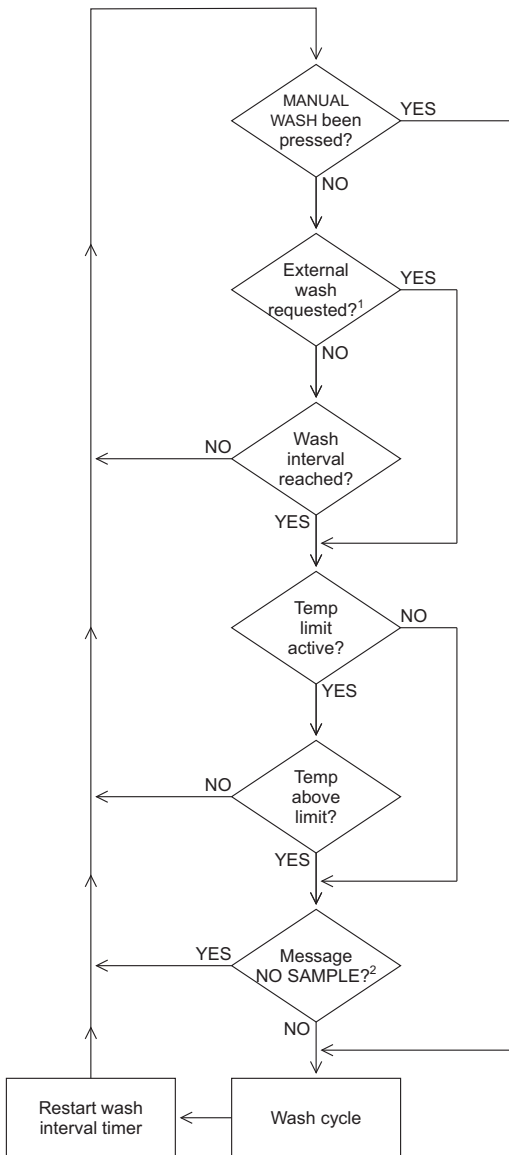 MANUAL
WASH been
pressed?
YES
NO
External
wash
requested?¹
YES
NO
Wash
interval
reached?
NO
YES
Temp
limit
active?
NO
YES
Temp
above
limit?
NO
YES
Message
NO SAMPLE?²
YES
NO
Restart wash
interval timer
Wash cycle